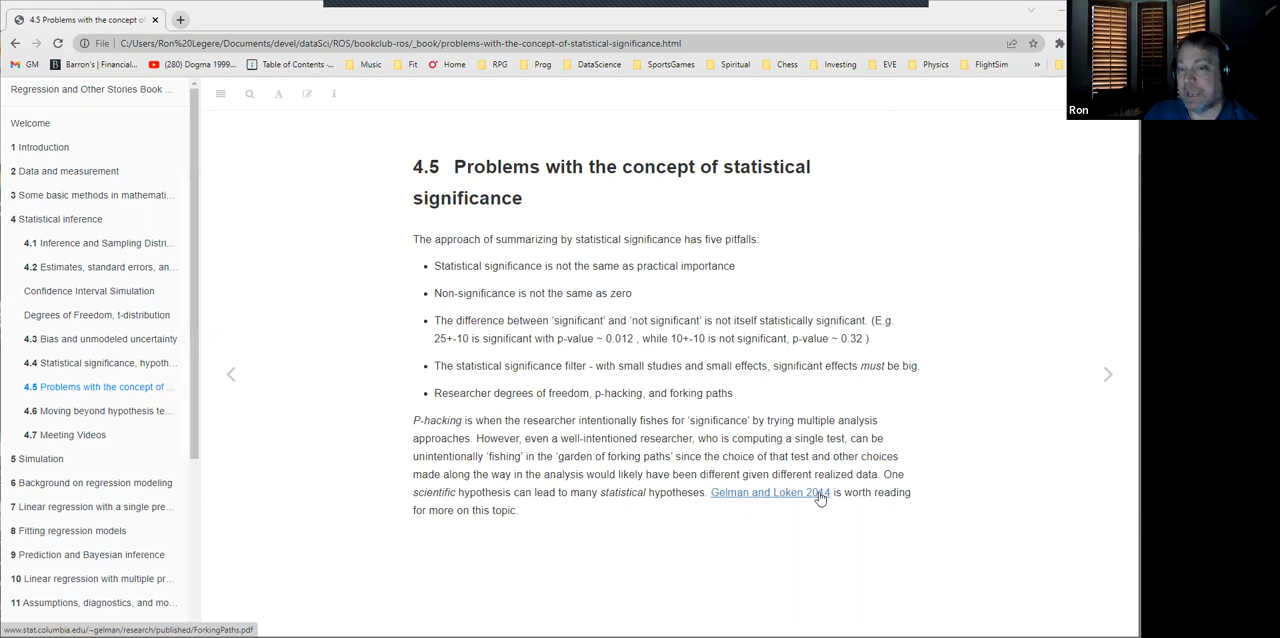 4.5 Problems with the concept of
File
C:/Users/Ron%20Legere/Documents/devel/dataSci/ROS/bookclub-ros/_book/problems-with-the-concept-of-statistical-significance.html
GM
Barron's | Financial...
(280) Dogma 1999...
Table of Contents -...
Music
Fit
Home
RPG
Prog
DataScience
SportsGames
Spiritual
Chess
Investing
EVE
Physics
FlightSim
»
Ron
Regression and Other Stories Book ...
Welcome
1 Introduction
2 Data and measurement
3 Some basic methods in mathemati...
4 Statistical inference
4.1 Inference and Sampling Distri...
4.2 Estimates, standard errors, an...
Confidence Interval Simulation
Degrees of Freedom, t-distribution
4.3 Bias and unmodeled uncertainty
4.4 Statistical significance, hypoth...
4.5 Problems with the concept of ...
4.6 Moving beyond hypothesis te...
4.7 Meeting Videos
5 Simulation
6 Background on regression modeling
7 Linear regression with a single pre...
8 Fitting regression models
9 Prediction and Bayesian inference
10 Linear regression with multiple pr...
11 Assumptions, diagnostics, and mo...
4.5 Problems with the concept of statistical
significance
The approach of summarizing by statistical significance has five pitfalls:
• Statistical significance is not the same as practical importance
• Non-significance is not the same as zero
• The difference between ‘significant’ and ‘not significant’ is not itself statistically significant. (E.g.
25+-10 is significant with p-value ~ 0.012 , while 10+-10 is not significant, p-value ~ 0.32 )
• The statistical significance filter - with small studies and small effects, significant effects must be big.
• Researcher degrees of freedom, p-hacking, and forking paths
P-hacking is when the researcher intentionally fishes for ‘significance’ by trying multiple analysis
approaches. However, even a well-intentioned researcher, who is computing a single test, can be
unintentionally ‘fishing’ in the ‘garden of forking paths’ since the choice of that test and other choices
made along the way in the analysis would likely have been different given different realized data. One
scientific hypothesis can lead to many statistical hypotheses. Gelman and Loken 2014 is worth reading
for more on this topic.
www.stat.columbia.edu/~gelman/research/published/ForkingPaths.pdf